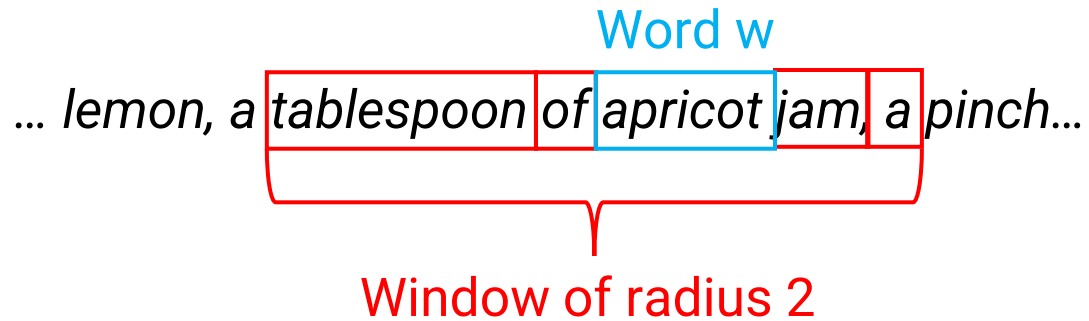 Word w
... lemon, a tablespoon of apricot jam, a pinch...
Window of radius 2